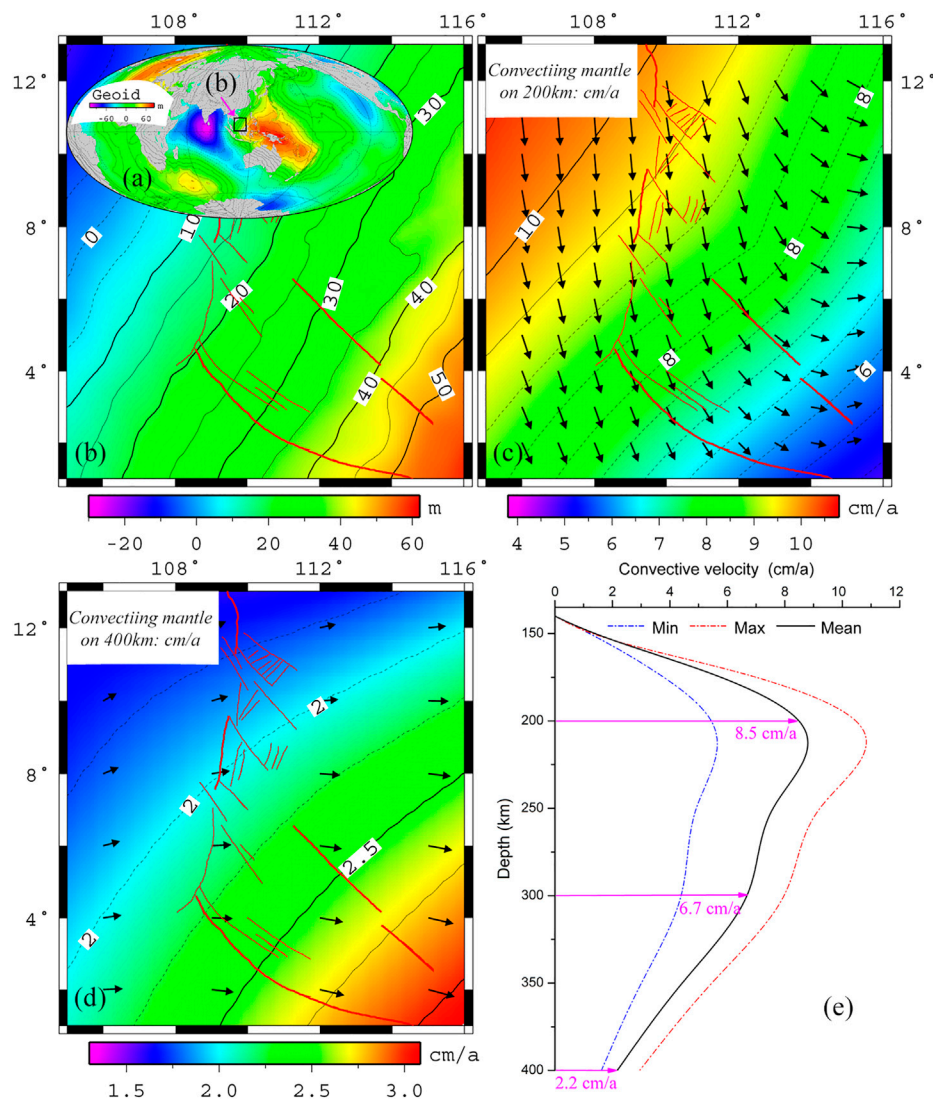 108° 112° 116° 108° 112° 116°
12° 12°
8° 8°
4° 4°
Geoid
-60 0 60 m
(b)
(a)
0
10
20
30
30
40
40
50
(b)
Convectiing mantle
on 200km: cm/a
10
8
8
8
6
(c)
-20 0 20 40 60 m
4 5 6 7 8 9 10 cm/a
108° 112° 116°
12°
8°
4°
Convectiing mantle
on 400km: cm/a
2
2
2
2.5
(d)
1.5 2.0 2.5 3.0 cm/a
Convective velocity (cm/a)
0 2 4 6 8 10 12
Min Max Mean
Depth (km)
150
200
250
300
350
400
8.5 cm/a
6.7 cm/a
2.2 cm/a
(e)